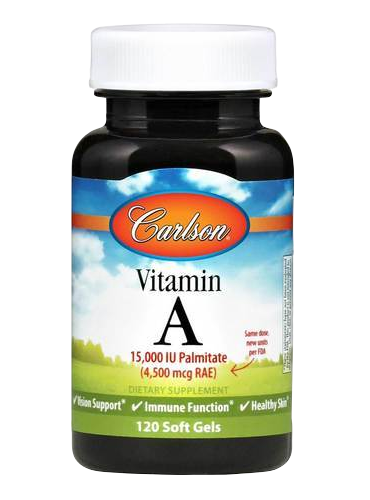 Carlson®
Vitamin
A
15,000 IU Palmitate
(4,500 mcg RAE)
Same dose,
new units
per FDA
DIETARY SUPPLEMENT
✓Vision Support* ✓ Immune Function* ✓ Healthy Skin*
120 Soft Gels